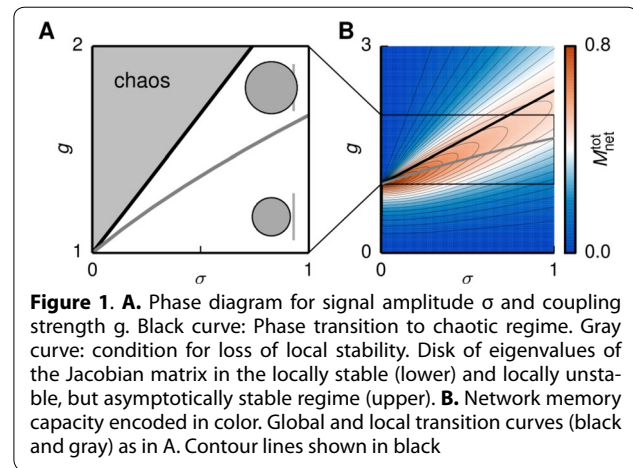 A
B
2
chaos
g
1
0
σ
1
3
g
0
0
σ
1
0.8
M_net^tot
0.0
Figure 1. A. Phase diagram for signal amplitude σ and coupling
strength g. Black curve: Phase transition to chaotic regime. Gray
curve: condition for loss of local stability. Disk of eigenvalues of
the Jacobian matrix in the locally stable (lower) and locally unsta-
ble, but asymptotically stable regime (upper). B. Network memory
capacity encoded in color. Global and local transition curves (black
and gray) as in A. Contour lines shown in black